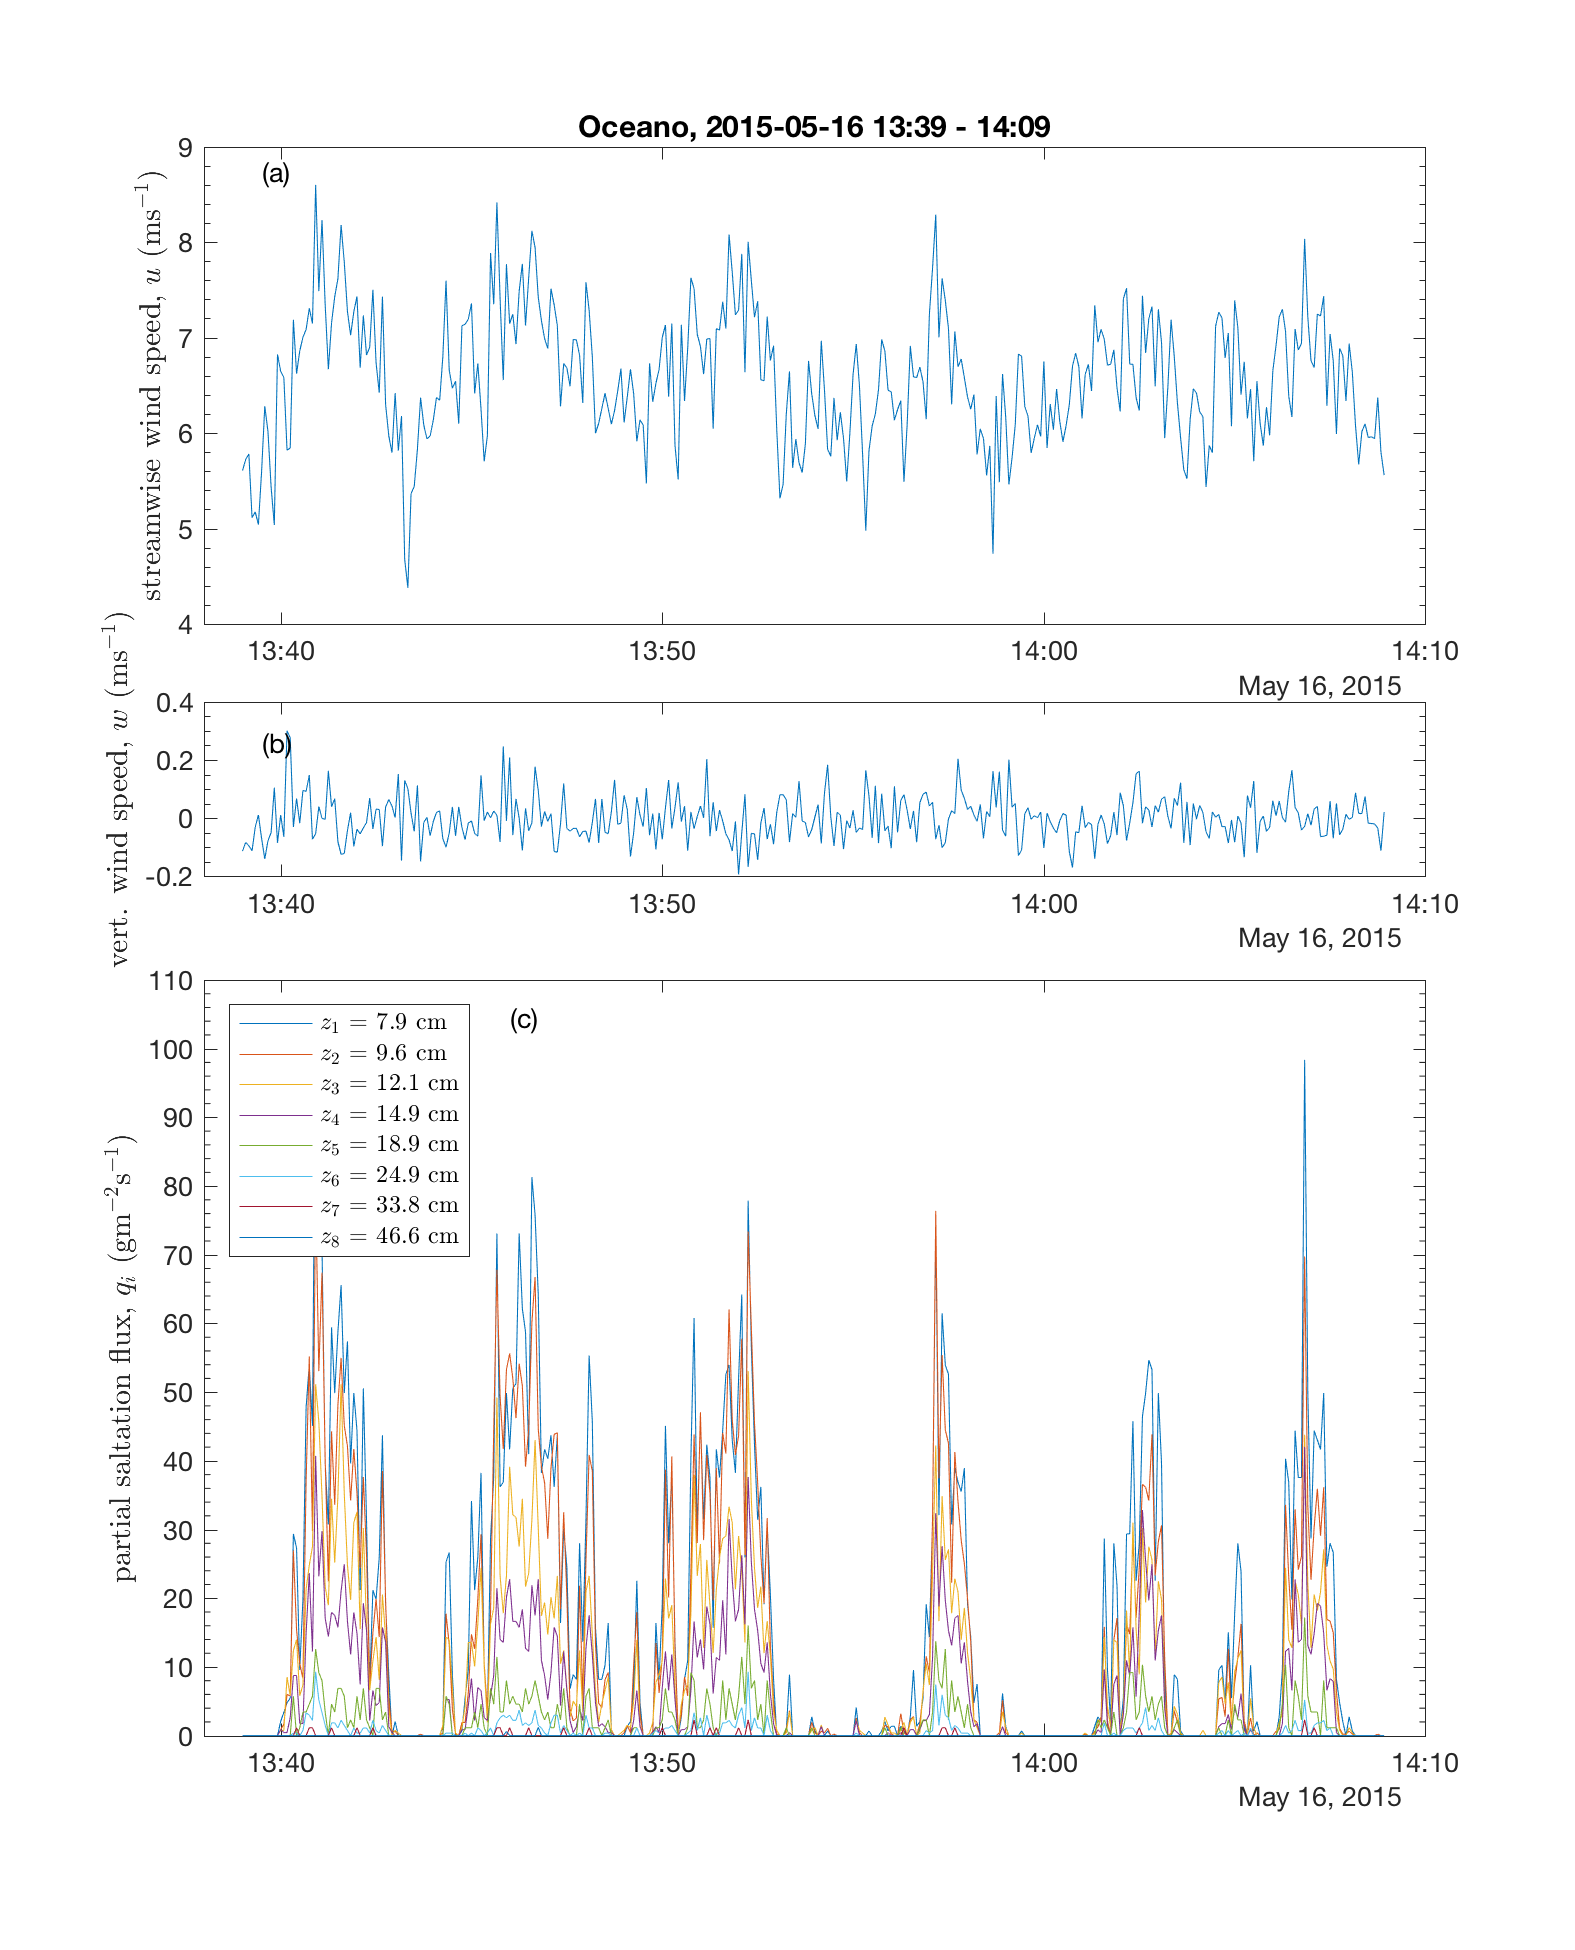 Oceano, 2015-05-16 13:39 - 14:09
(a)
streamwise wind speed, u (ms⁻¹)
9
8
7
6
5
4
13:40 13:50 14:00 14:10
May 16, 2015
(b)
vert. wind speed, w (ms⁻¹)
0.4
0.2
0
-0.2
13:40 13:50 14:00 14:10
May 16, 2015
(c)
partial saltation flux, qᵢ (gm⁻²s⁻¹)
110
100
90
80
70
60
50
40
30
20
10
0
z₁ = 7.9 cm
z₂ = 9.6 cm
z₃ = 12.1 cm
z₄ = 14.9 cm
z₅ = 18.9 cm
z₆ = 24.9 cm
z₇ = 33.8 cm
z₈ = 46.6 cm
13:40 13:50 14:00 14:10
May 16, 2015